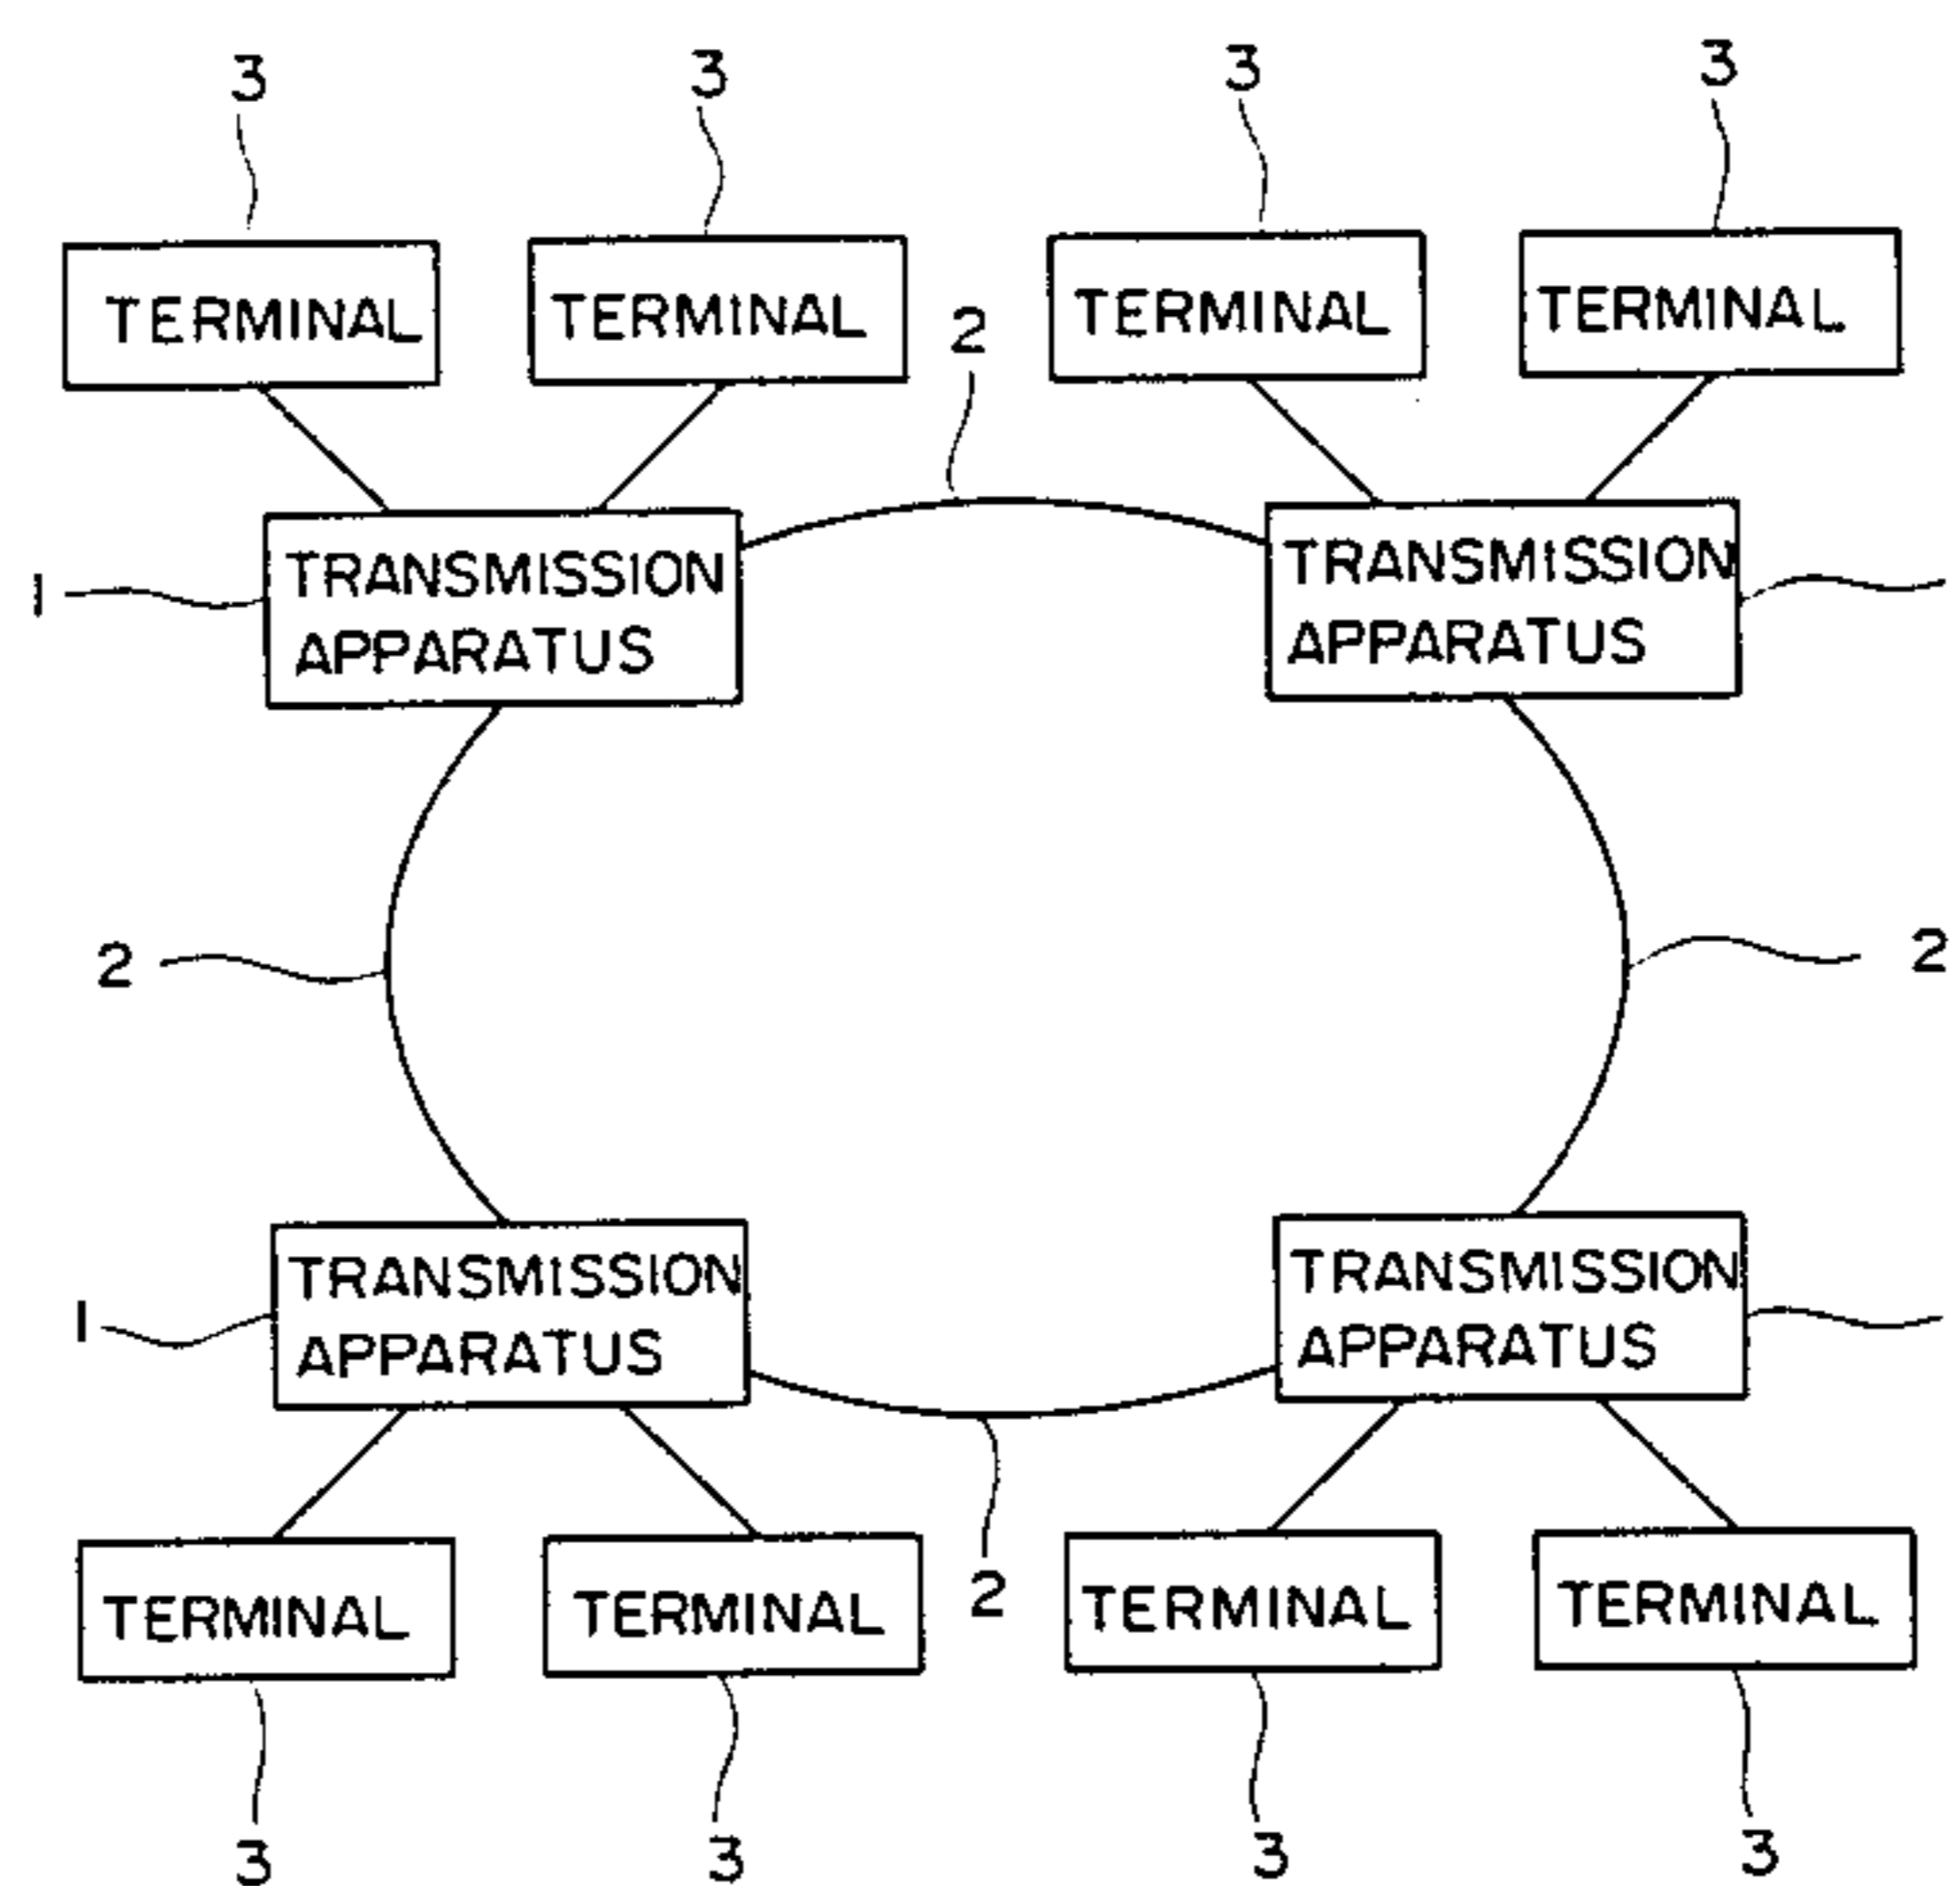 3 3 3 3
TERMINAL TERMINAL TERMINAL TERMINAL
2
1 TRANSMISSION APPARATUS
TRANSMISSION APPARATUS
2 2
1 TRANSMISSION APPARATUS
TRANSMISSION APPARATUS
2
TERMINAL TERMINAL TERMINAL TERMINAL
3 3 3 3